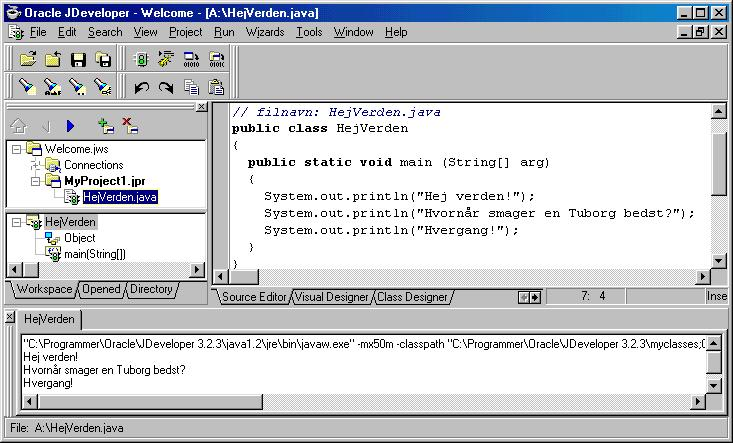 Oracle JDeveloper - Welcome - [A:\HejVerden.java]
File Edit Search View Project Run Wizards Tools Window Help
Welcome.jws
Connections
MyProject1.jpr
HejVerden.java
HejVerden
Object
main(String[])
Workspace Opened Directory
// filnavn: HejVerden.java
public class HejVerden
{
public static void main (String[] arg)
{
System.out.println("Hej verden!");
System.out.println("Hvornår smager en Tuborg bedst?");
System.out.println("Hvergang!");
}
}
Source Editor Visual Designer Class Designer 7: 4 Inse
HejVerden
"C:\Programmer\Oracle\JDeveloper 3.2.3\java1.2\jre\bin\javaw.exe" -mx50m -classpath "C:\Programmer\Oracle\JDeveloper 3.2.3\myclasses;
Hej verden!
Hvornår smager en Tuborg bedst?
Hvergang!
File: A:\HejVerden.java